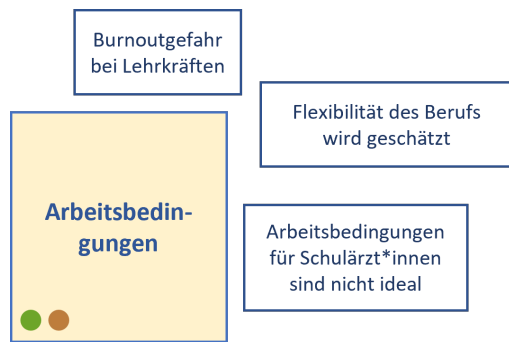 Burnoutgefahr
bei Lehrkräften
Flexibilität des Berufs
wird geschätzt
Arbeitsbedin-
gungen
Arbeitsbedingungen
für Schulärzt*innen
sind nicht ideal